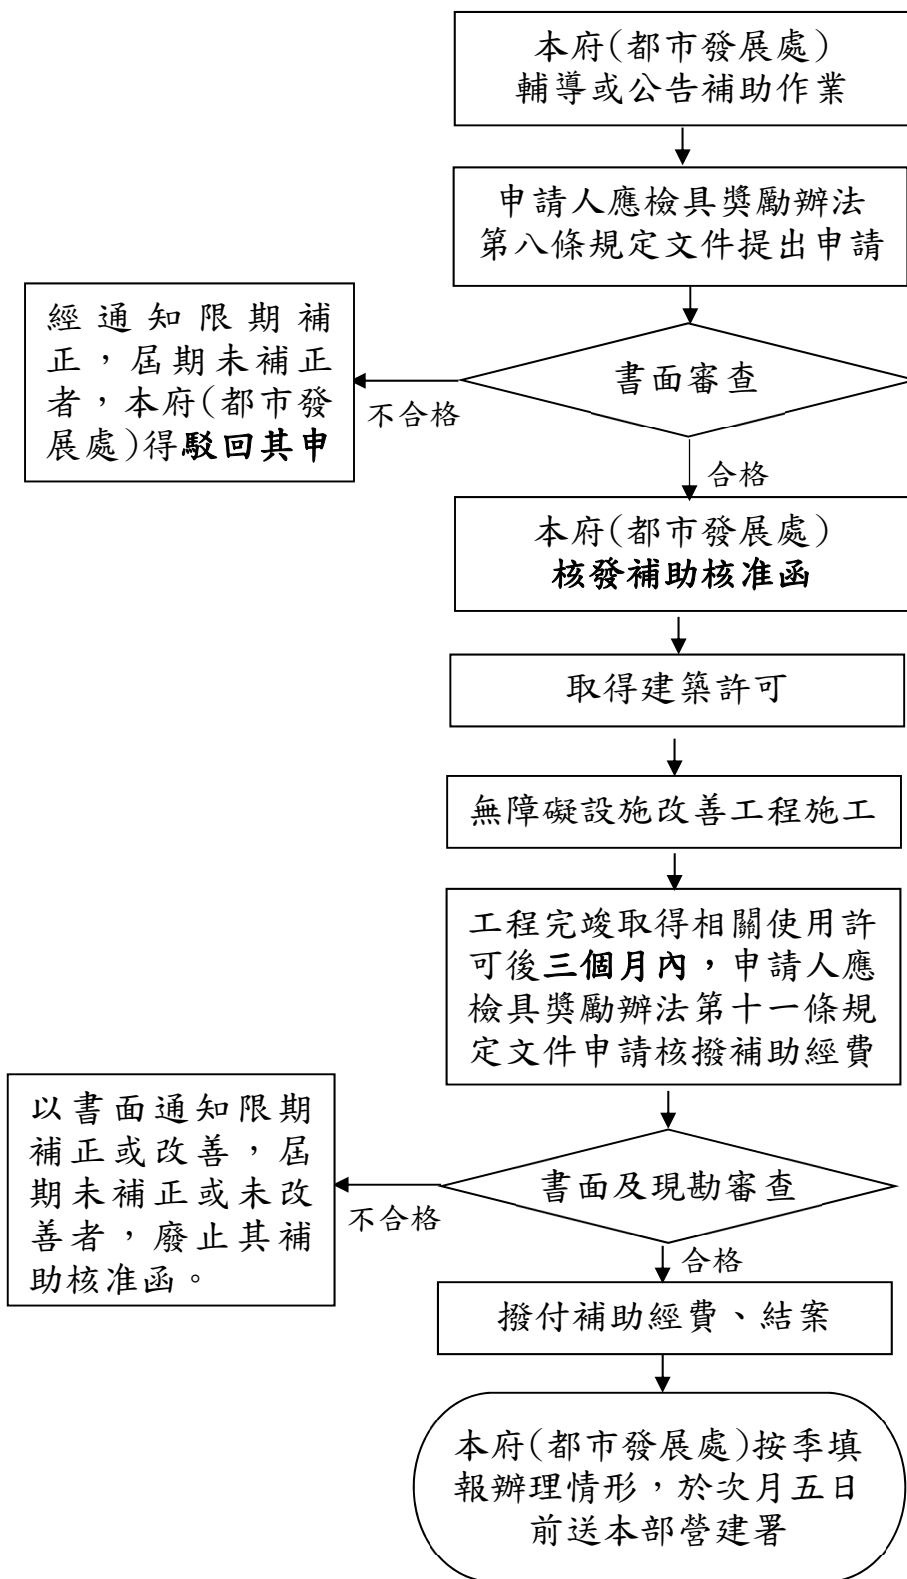 本府(都市發展處)
輔導或公告補助作業
申請人應檢具獎勵辦法
第八條規定文件提出申請
書面審查
不合格
經通知限期補
正，屆期未補正
者，本府(都市發
展處)得駁回其申
合格
本府(都市發展處)
核發補助核准函
取得建築許可
無障礙設施改善工程施工
工程完竣取得相關使用許
可後三個月內，申請人應
檢具獎勵辦法第十一條規
定文件申請核撥補助經費
書面及現勘審查
不合格
以書面通知限期
補正或改善，屆
期未補正或未改
善者，廢止其補
助核准函。
合格
撥付補助經費、結案
本府(都市發展處)按季填
報辦理情形，於次月五日
前送本部營建署